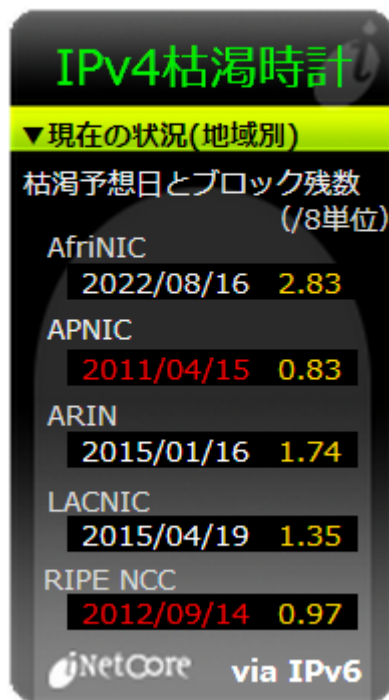 IPv4枯渇時計
▼現在の状況(地域別)
枯渇予想日とブロック残数
(/8単位)
AfriNIC
2022/08/16 2.83
APNIC
2011/04/15 0.83
ARIN
2015/01/16 1.74
LACNIC
2015/04/19 1.35
RIPE NCC
2012/09/14 0.97
iNetCore via IPv6